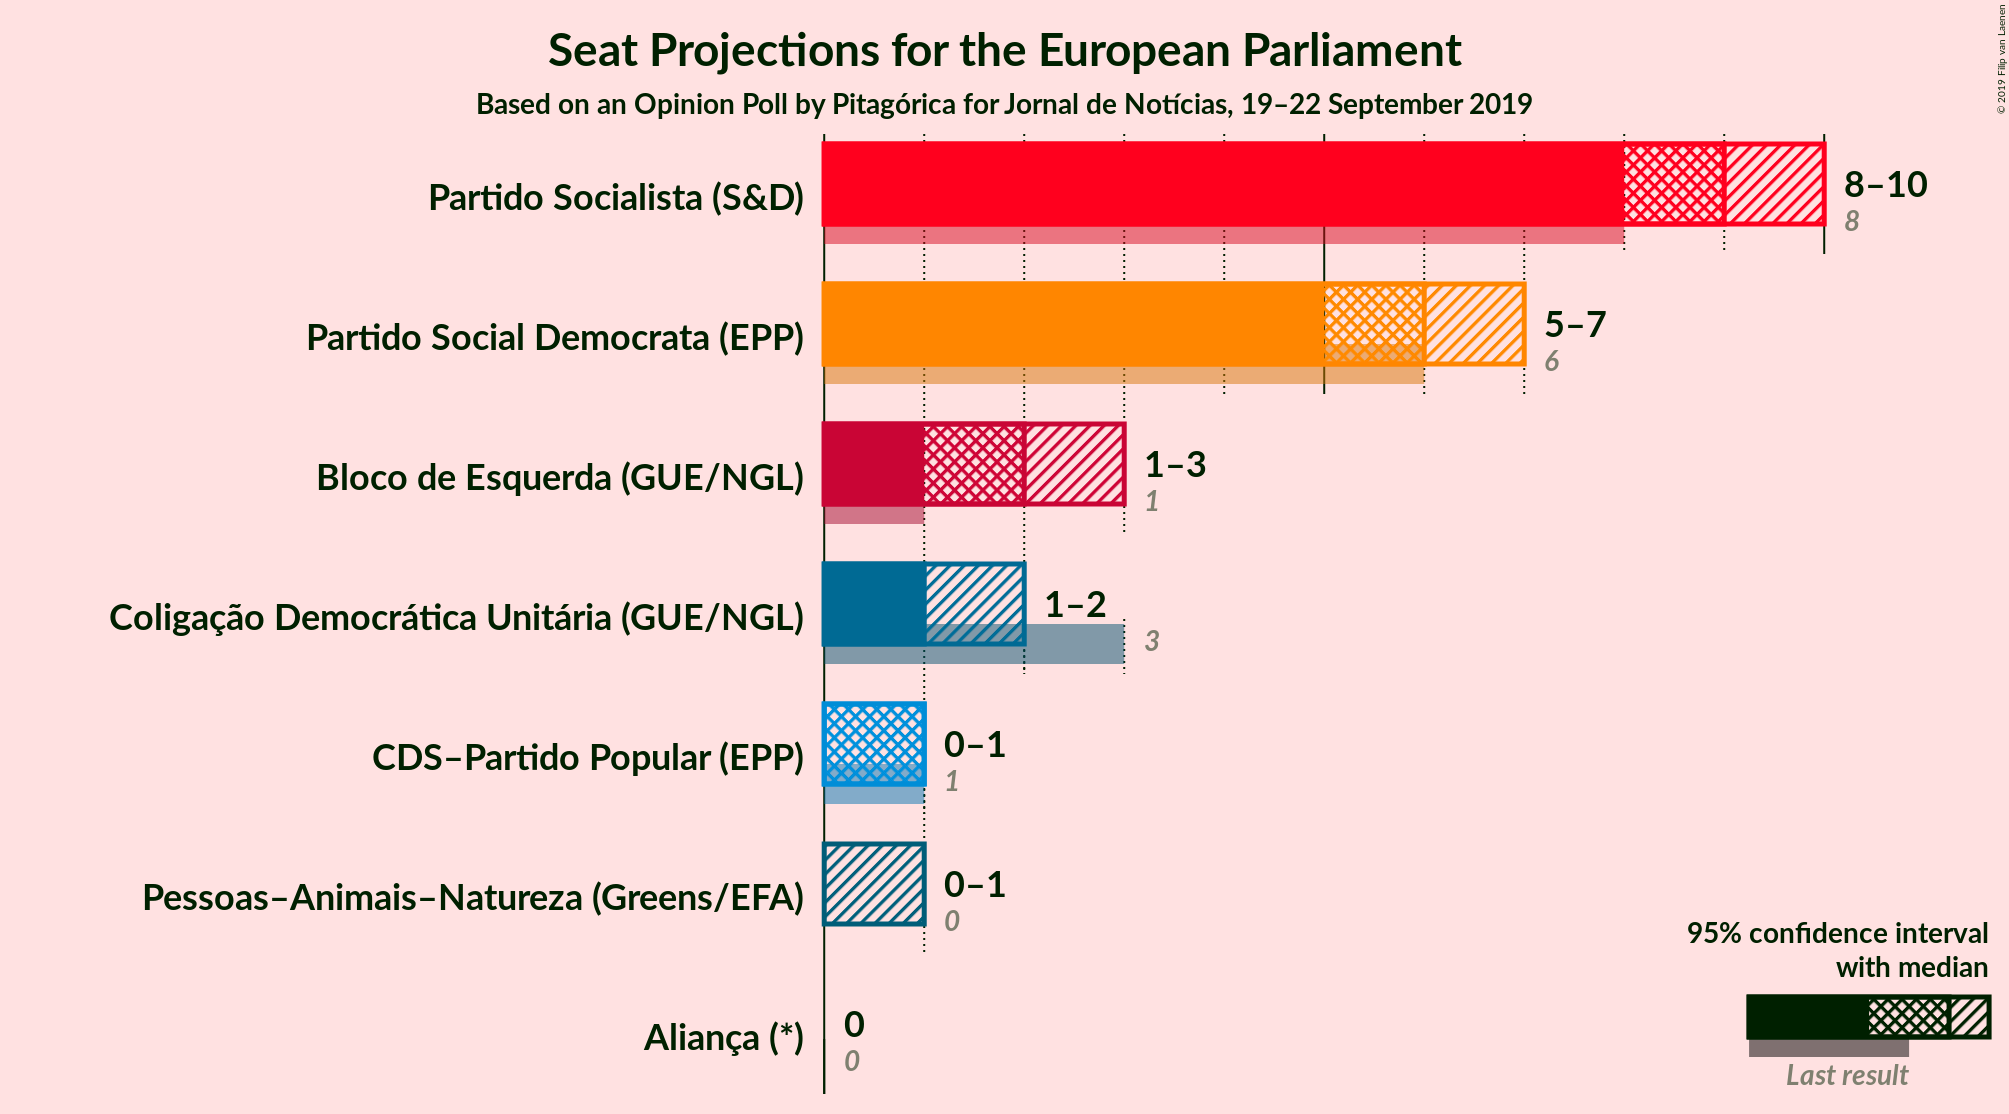 Seat Projections for the European Parliament
Based on an Opinion Poll by Pitagórica for Jornal de Notícias, 19–22 September 2019
© 2019 Filip van Laenen
Partido Socialista (S&D)
8–10
8
Partido Social Democrata (EPP)
5–7
6
Bloco de Esquerda (GUE/NGL)
1–3
1
Coligação Democrática Unitária (GUE/NGL)
1–2
3
CDS–Partido Popular (EPP)
0–1
1
Pessoas–Animais–Natureza (Greens/EFA)
0–1
0
Aliança (*)
0
0
95% confidence interval
with median
Last result